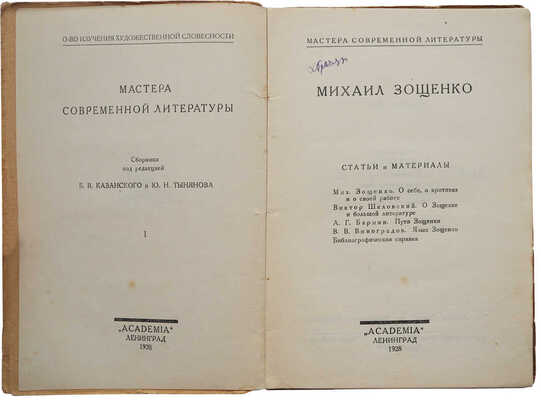 О-ВО ИЗУЧЕНИЯ ХУДОЖЕСТВЕННОЙ СЛОВЕСНОСТИ
МАСТЕРА
СОВРЕМЕННОЙ ЛИТЕРАТУРЫ
Сборники
под редакцией
Б. В. КАЗАНСКОГО и Ю. Н. ТЫНЯНОВА
I
„ACADEMIA“
ЛЕНИНГРАД
1928
МАСТЕРА СОВРЕМЕННОЙ ЛИТЕРАТУРЫ
МИХАИЛ ЗОЩЕНКО
СТАТЬИ и МАТЕРИАЛЫ
Мих. Зощенко. О себе, о критиках
и о своей работе
Виктор Шкловский. О Зощенке
и большой литературе
А. Г. Бармин. Пути Зощенки
В. В. Виноградов. Язык Зощенки
Библиографическая справка
„ACADEMIA“
ЛЕНИНГРАД
1928